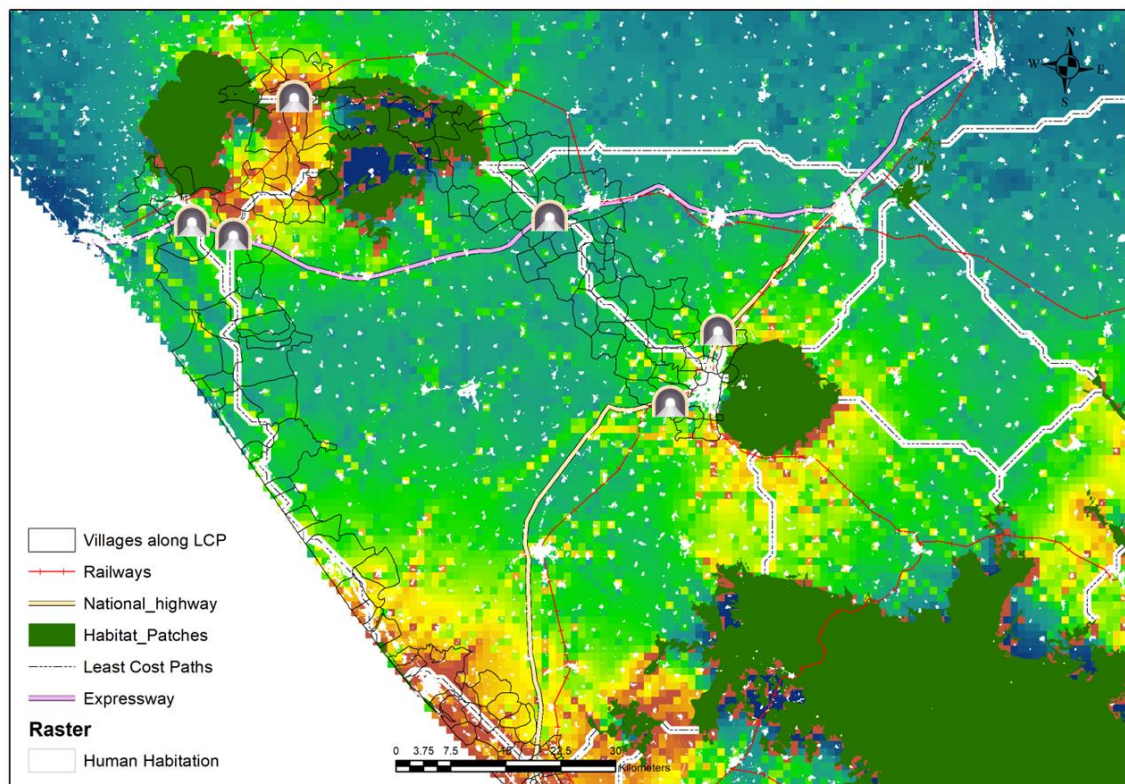 N
W E
S
Villages along LCP
Railways
National_highway
Habitat_Patches
Least Cost Paths
Expressway
Raster
Human Habitation
0 3.75 7.5 15 22.5 30
Kilometers